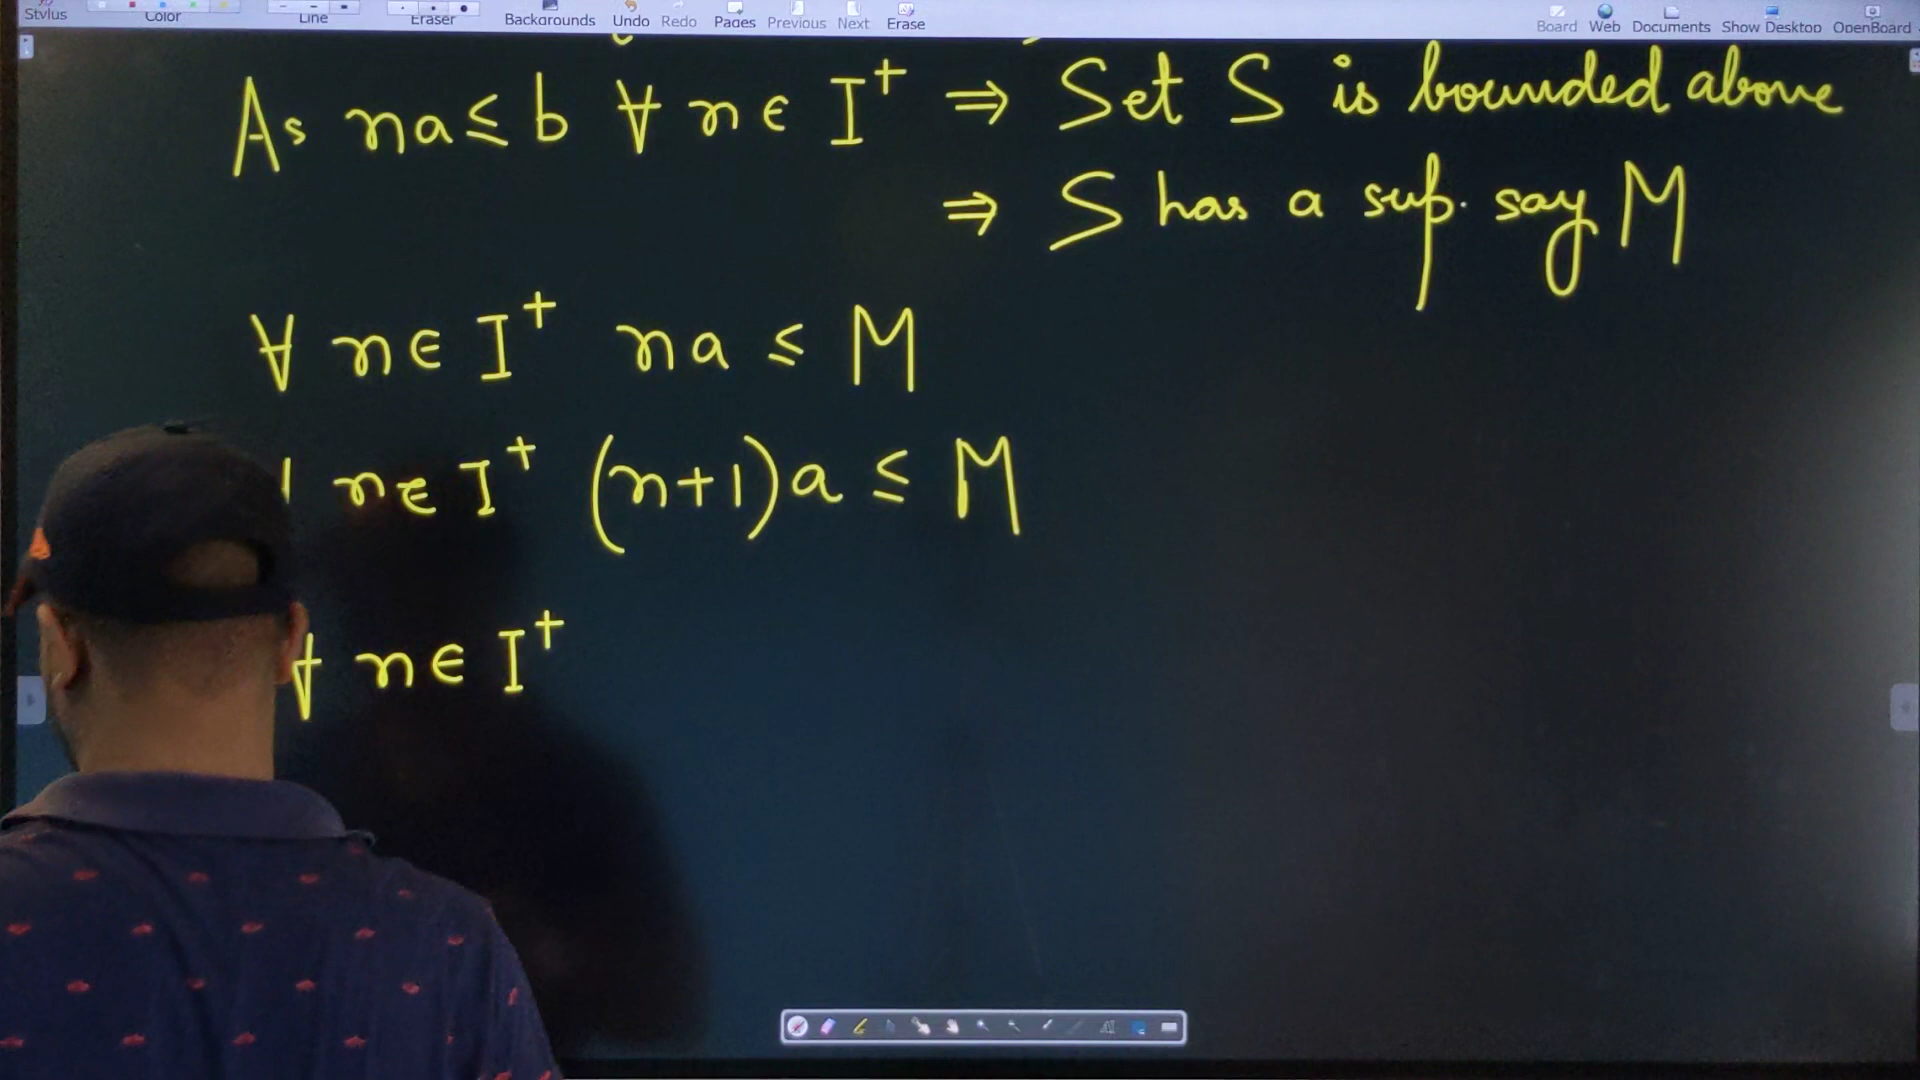 Stylus Color Line Eraser Backgrounds Undo Redo Pages Previous Next Erase Board Web Documents Show Desktop OpenBoard
As na ≤ b ∀ n ∈ I⁺ ⇒ Set S is bounded above
⇒ S has a sup. say M
∀ n ∈ I⁺ na ≤ M
n ∈ I⁺ (n+1)a ≤ M
∀ n ∈ I⁺